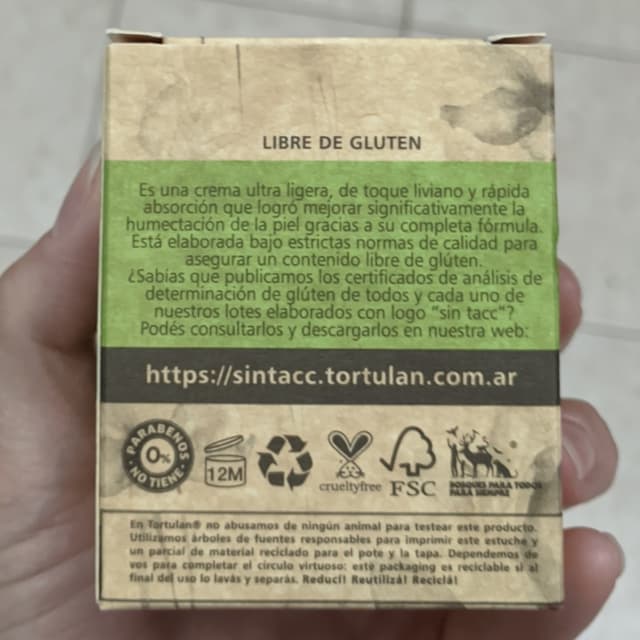 LIBRE DE GLUTEN
Es una crema ultra ligera, de toque liviano y rápida
absorción que logró mejorar significativamente la
humectación de la piel gracias a su completa fórmula.
Está elaborada bajo estrictas normas de calidad para
asegurar un contenido libre de glúten.
¿Sabías que publicamos los certificados de análisis de
determinación de glúten de todos y cada uno de
nuestros lotes elaborados con logo "sin tacc"?
Podés consultarlos y descargarlos en nuestra web:
https://sintacc.tortulan.com.ar
PARABENOS
0%
NO TIENE
12M
crueltyfree
FSC
BOSQUES PARA TODOS
PARA SIEMPRE
En Tortulan® no abusamos de ningún animal para testear este producto.
Utilizamos árboles de fuentes responsables para imprimir este estuche y
un parcial de material reciclado para el pote y la tapa. Dependemos de
vos para completar el círculo virtuoso: este packaging es reciclable si al
final del uso lo lavás y separás. Reducí! Reutilizá! Reciclá!